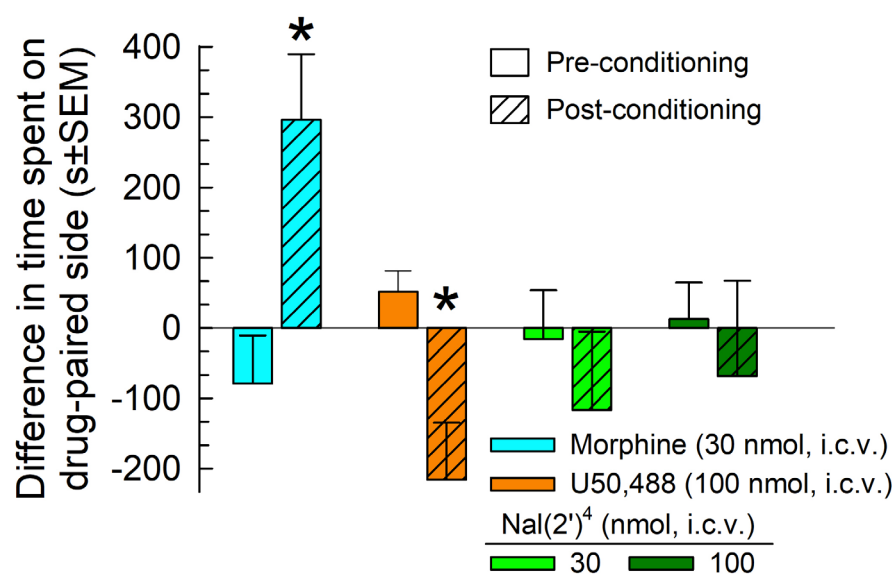 Difference in time spent on
drug-paired side (s±SEM)
400
300
200
100
0
-100
-200
*
*
Pre-conditioning
Post-conditioning
Morphine (30 nmol, i.c.v.)
U50,488 (100 nmol, i.c.v.)
Nal(2')⁴ (nmol, i.c.v.)
30 100